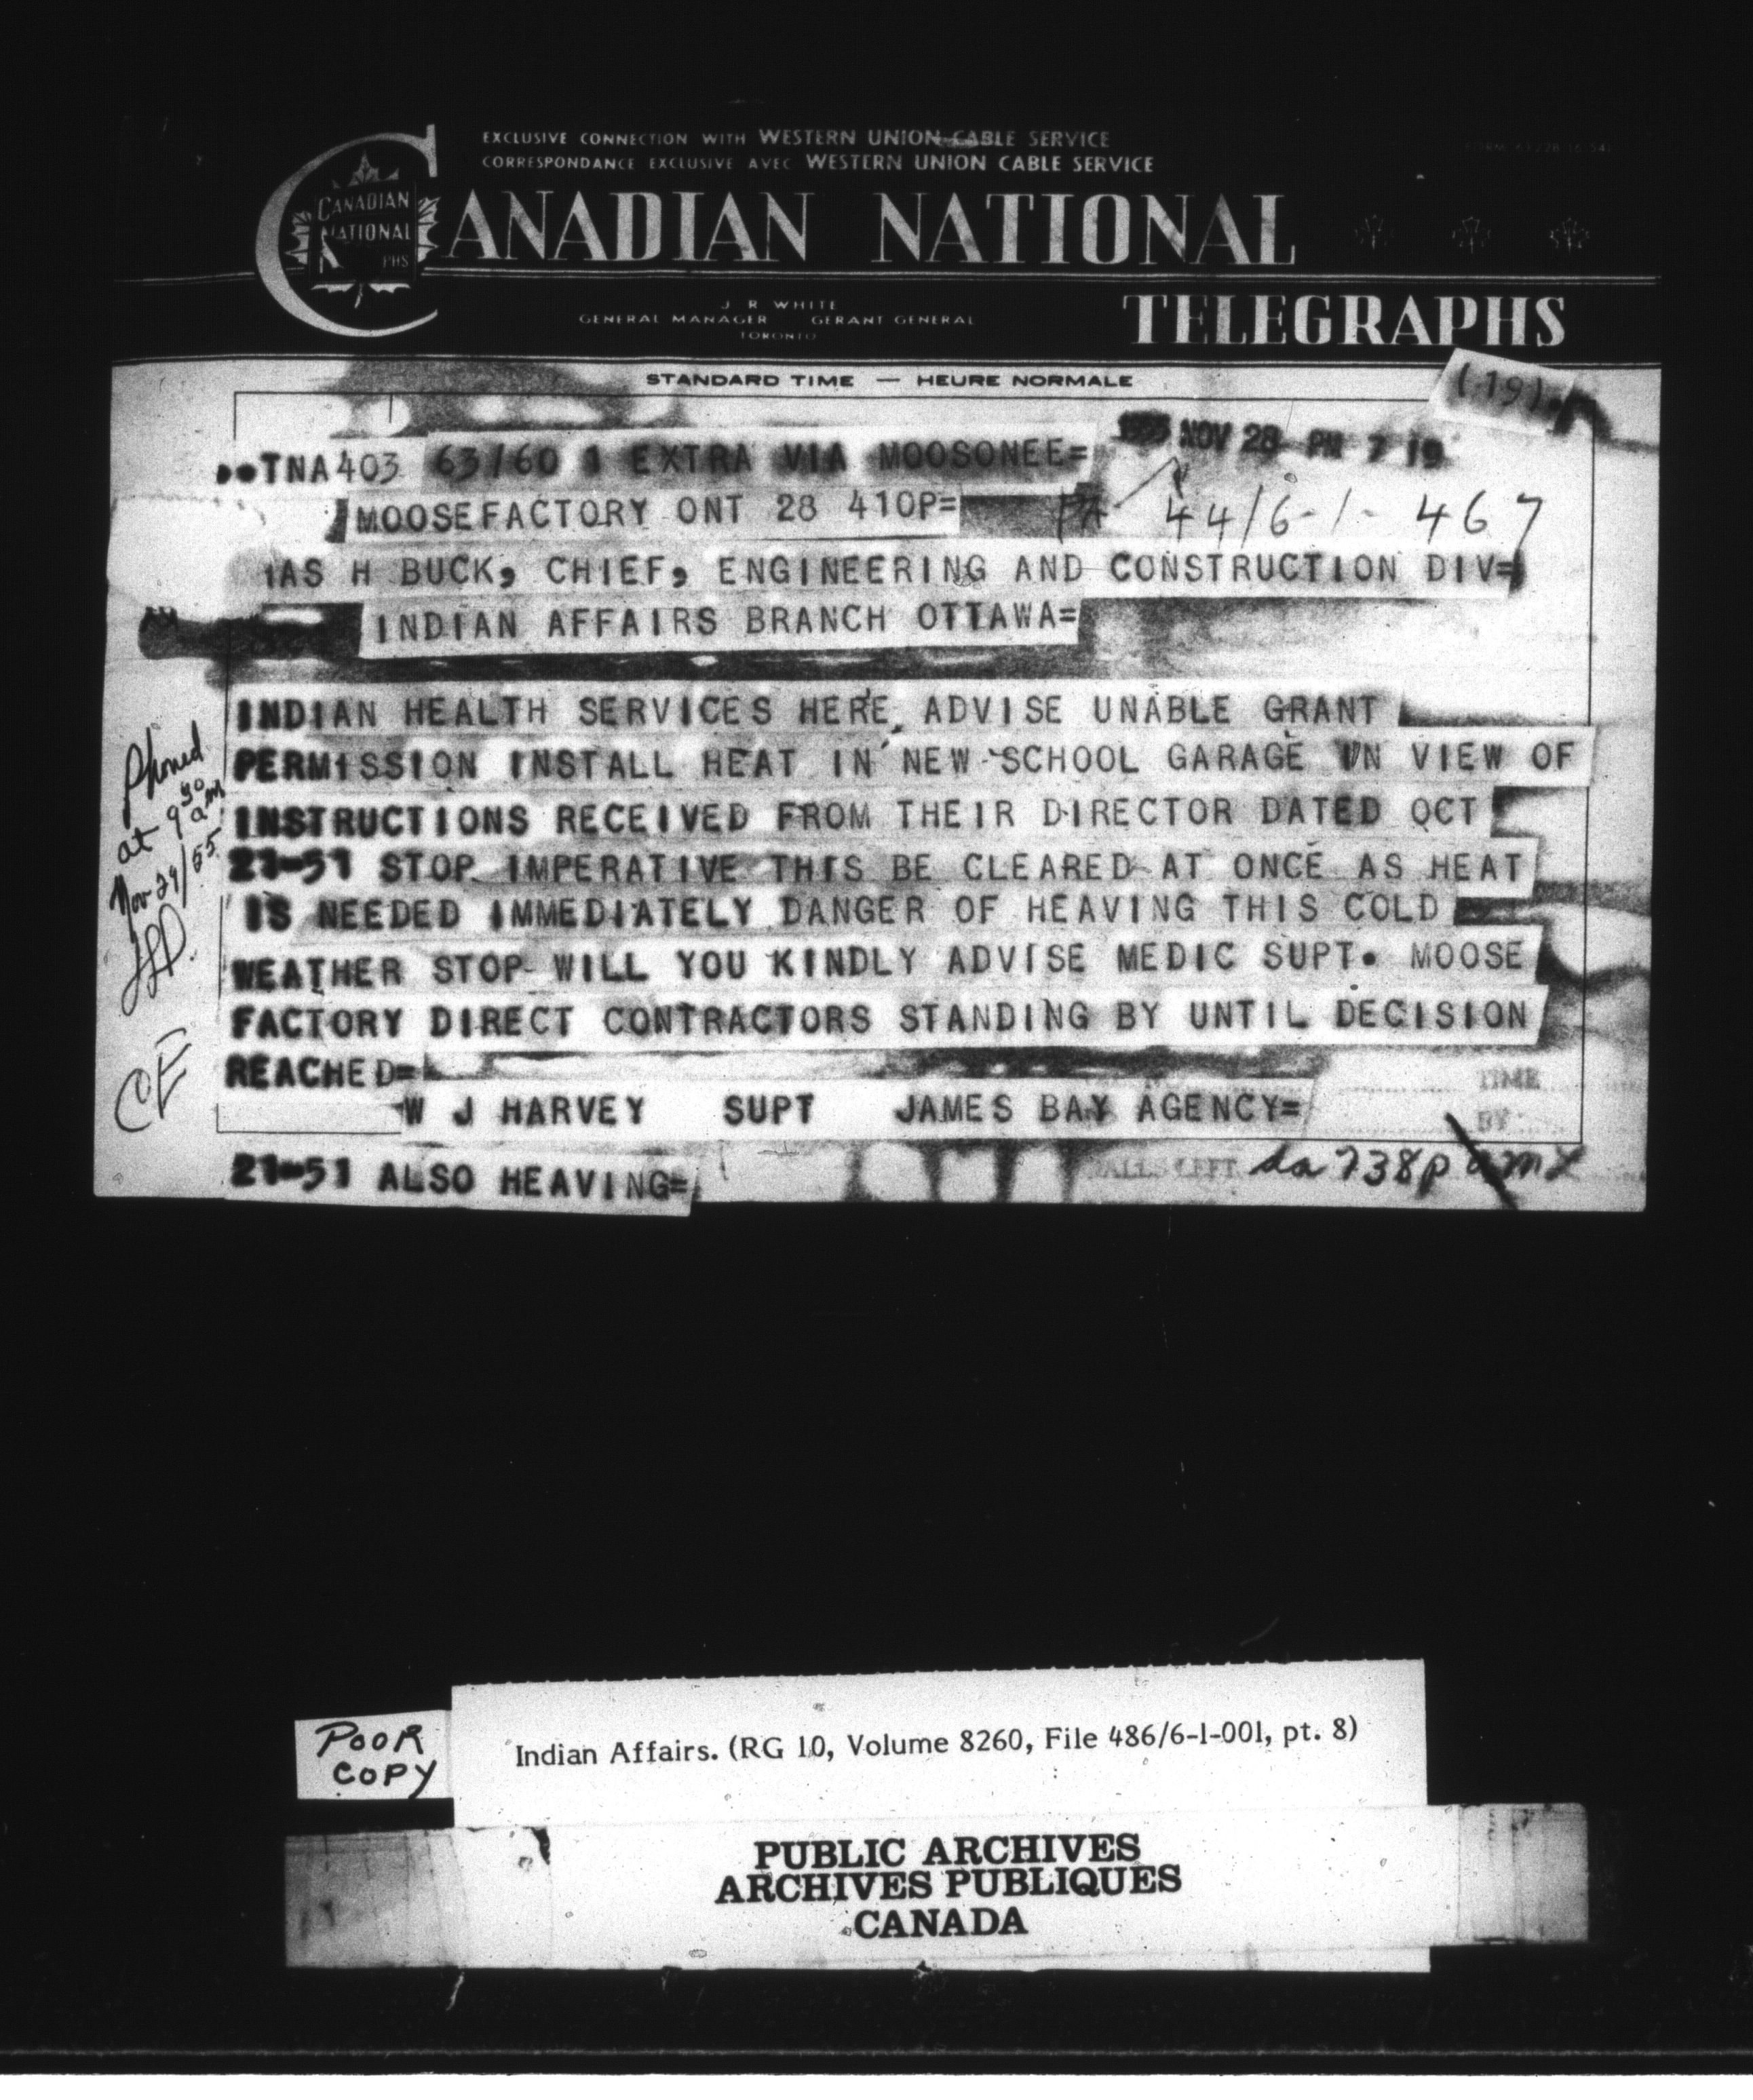 EXCLUSIVE CONNECTION WITH WESTERN UNION CABLE SERVICE
CORRESPONDANCE EXCLUSIVE AVEC WESTERN UNION CABLE SERVICE
CANADIAN NATIONAL
CANADIAN
NATIONAL
PHS
J R WHITE
GENERAL MANAGER GERANT GENERAL
TORONTO
TELEGRAPHS
STANDARD TIME — HEURE NORMALE
(19)
1955 NOV 28 PM 7 19
TNA403 63/60 1 EXTRA VIA MOOSONEE=
MOOSEFACTORY ONT 28 410P=
44/6-1- 467
AS H BUCK, CHIEF, ENGINEERING AND CONSTRUCTION DIV=
INDIAN AFFAIRS BRANCH OTTAWA=
INDIAN HEALTH SERVICES HERE ADVISE UNABLE GRANT
PERMISSION INSTALL HEAT IN NEW SCHOOL GARAGE IN VIEW OF
INSTRUCTIONS RECEIVED FROM THEIR DIRECTOR DATED OCT
21-51 STOP IMPERATIVE THIS BE CLEARED AT ONCE AS HEAT
IS NEEDED IMMEDIATELY DANGER OF HEAVING THIS COLD
WEATHER STOP WILL YOU KINDLY ADVISE MEDIC SUPT. MOOSE
FACTORY DIRECT CONTRACTORS STANDING BY UNTIL DECISION
REACHED=
W J HARVEY SUPT JAMES BAY AGENCY=
21-51 ALSO HEAVING=
TIME
BY
738p
Phoned
at 9 30 am
Nov 29/55
CE
POOR
COPY
Indian Affairs. (RG 10, Volume 8260, File 486/6-1-001, pt. 8)
PUBLIC ARCHIVES
ARCHIVES PUBLIQUES
CANADA